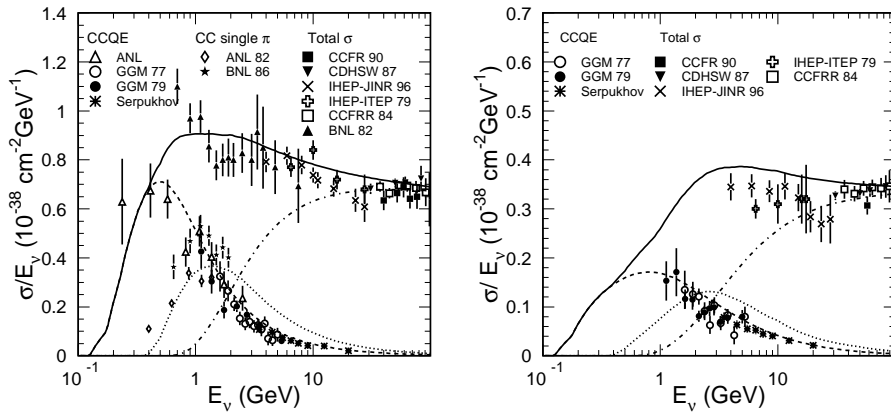 CCQE
ANL
GGM 77
GGM 79
Serpukhov
CC single π
ANL 82
BNL 86
Total σ
CCFR 90
CDHSW 87
IHEP-JINR 96
IHEP-ITEP 79
CCFRR 84
BNL 82
σ/Eν (10-38 cm-2GeV-1)
1.4
1.2
1
0.8
0.6
0.4
0.2
0
10-1
1
10
Eν (GeV)
CCQE
GGM 77
GGM 79
Serpukhov
Total σ
CCFR 90
CDHSW 87
IHEP-JINR 96
IHEP-ITEP 79
CCFRR 84
σ/Eν (10-38 cm-2GeV-1)
0.7
0.6
0.5
0.4
0.3
0.2
0.1
0
10-1
1
10
Eν (GeV)